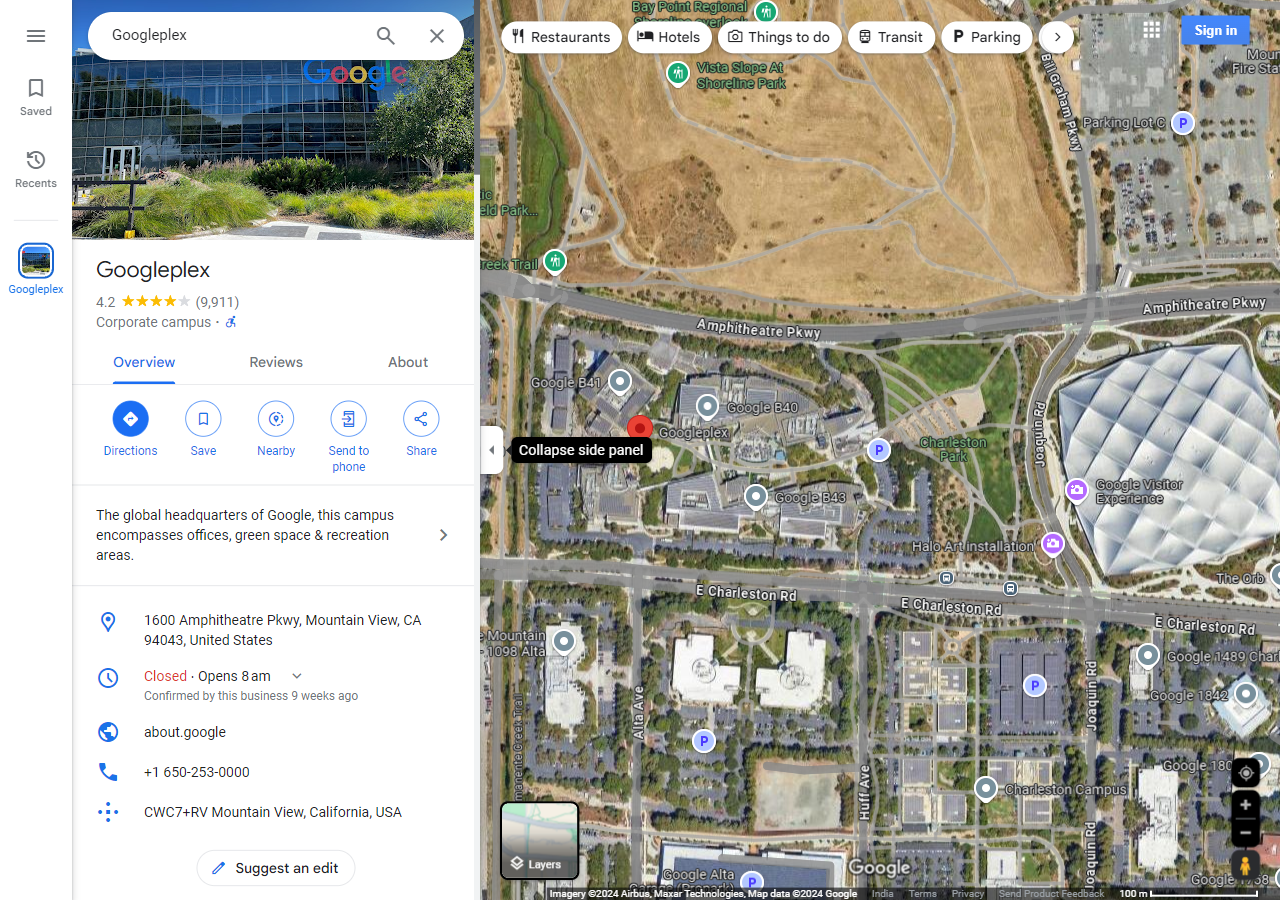 Googleplex
Saved
Recents
Googleplex
Google
Googleplex
4.2
(9,911)
Corporate campus ·
Overview
Reviews
About
Directions
Save
Nearby
Send to
phone
Share
The global headquarters of Google, this campus
encompasses offices, green space & recreation
areas.
1600 Amphitheatre Pkwy, Mountain View, CA
94043, United States
Closed · Opens 8 am
Confirmed by this business 9 weeks ago
about.google
+1 650-253-0000
CWC7+RV Mountain View, California, USA
Suggest an edit
Restaurants
Hotels
Things to do
Transit
P Parking
Sign in
Bay Point Regional
Shoreline overlook
Vista Slope At
Shoreline Park
Bill Graham Pkwy
Parking Lot C
P
Fire Sta
eld Park...
reek Trail
Amphitheatre Pkwy
Amphitheatre Pkwy
Google B41
Google B40
Googleplex
Collapse side panel
P
Charleston
Park
Joaquin Rd
Google Visitor
Experience
Google B43
Halo Art installation
The Orb
E Charleston Rd
E Charleston Rd
E Charleston Rd
e Mountain
- 1098 Alta
Google 1489 Charl
Google 1842
P
P
Alta Ave
Joaquin Rd
Huff Ave
Joaquin Rd
Charleston Campus
Google 180
Layers
Google Alta
P
Google
Imagery ©2024 Airbus, Maxar Technologies, Map data ©2024 Google
India
Terms
Privacy
Send Product Feedback
100 m